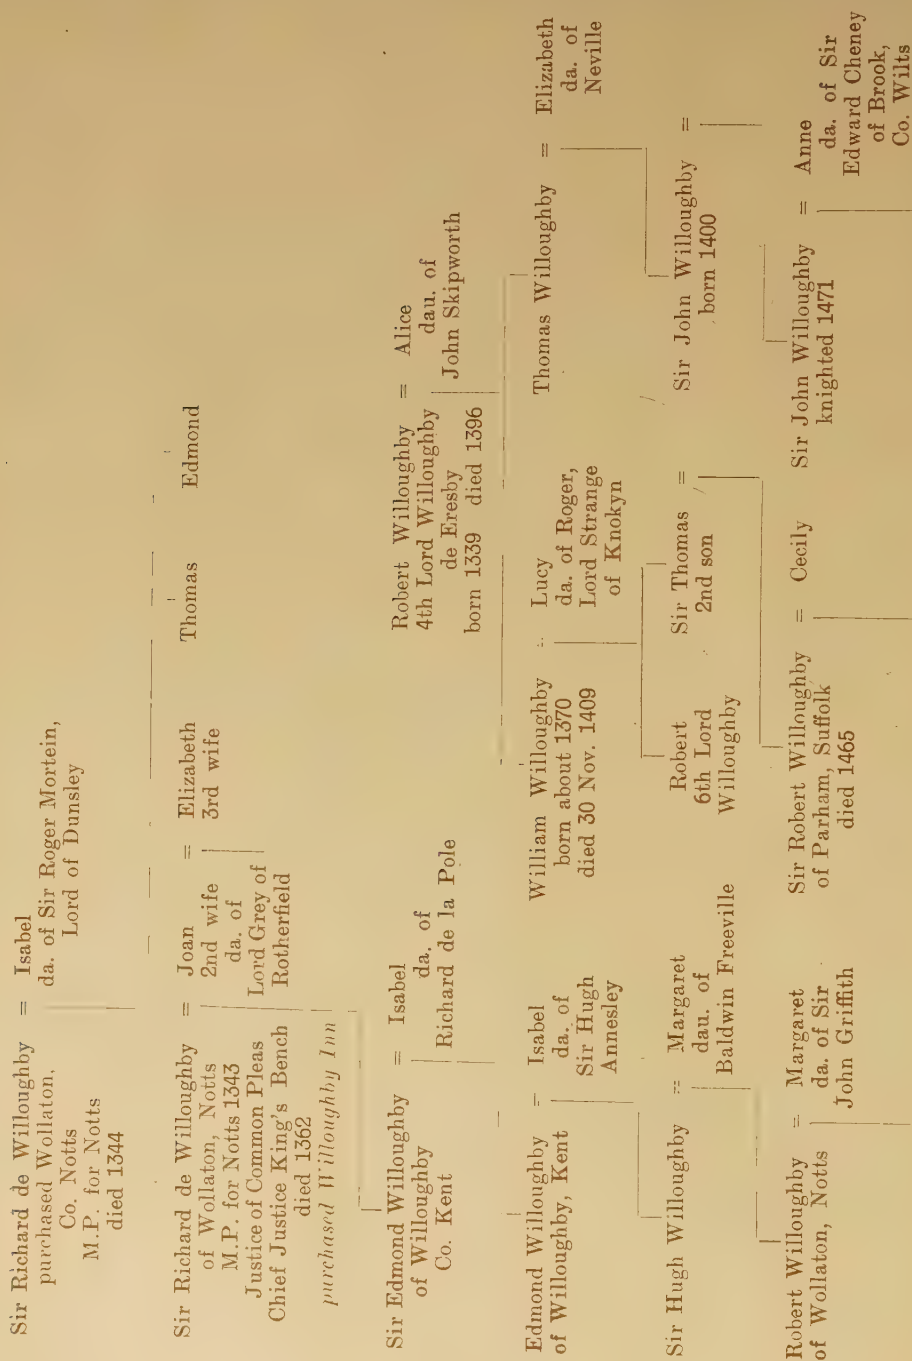 Sir Richard de Willoughby = Isabel
purchased Wollaton, da. of Sir Roger Mortein,
Co. Notts Lord of Dunsley
M.P. for Notts
died 1344
Sir Richard de Willoughby = Joan = Elizabeth Thomas Edmond
of Wollaton, Notts 2nd wife 3rd wife
M.P. for Notts 1343 da. of
Justice of Common Pleas Lord Grey of
Chief Justice King's Bench Rotherfield
died 1362
purchased Willoughby Inn
Sir Edmond Willoughby = Isabel
of Willoughby da. of
Co. Kent Richard de la Pole
Robert Willoughby = Alice
4th Lord Willoughby dau. of
de Eresby John Skipworth
born 1339 died 1396
Edmond Willoughby = Isabel
of Willoughby, Kent da. of
Sir Hugh
Annesley
William Willoughby = Lucy
born about 1370 da. of Roger,
died 30 Nov. 1409 Lord Strange
of Knokyn
Thomas Willoughby = Elizabeth
da. of
Neville
Sir Hugh Willoughby = Margaret
dau. of
Baldwin Freeville
Robert
6th Lord
Willoughby
Sir Thomas =
2nd son
Sir John Willoughby =
born 1400
Robert Willoughby = Margaret
of Wollaton, Notts da. of Sir
John Griffith
Sir Robert Willoughby = Cecily
of Parham, Suffolk
died 1465
Sir John Willoughby = Anne
knighted 1471 da. of Sir
Edward Cheney
of Brook,
Co. Wilts